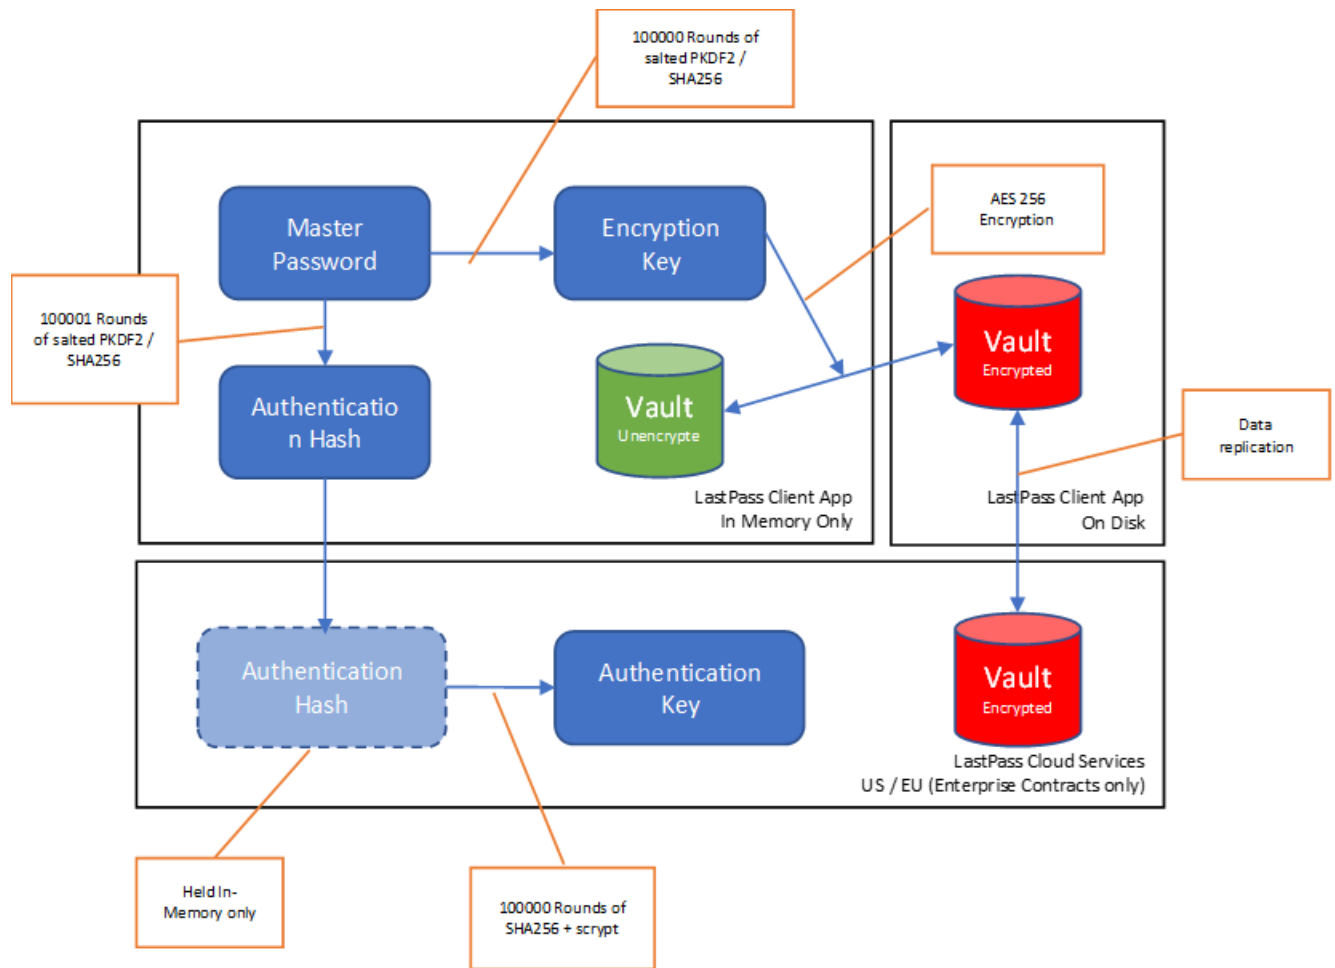 100000 Rounds of
salted PKDF2 /
SHA256
Master
Password
Encryption
Key
AES 256
Encryption
100001 Rounds
of salted PKDF2 /
SHA256
Vault
Encrypted
Authenticatio
n Hash
Vault
Unencrypte
Data
replication
LastPass Client App
In Memory Only
LastPass Client App
On Disk
Authentication
Hash
Authentication
Key
Vault
Encrypted
LastPass Cloud Services
US / EU (Enterprise Contracts only)
Held In-
Memory only
100000 Rounds of
SHA256 + scrypt